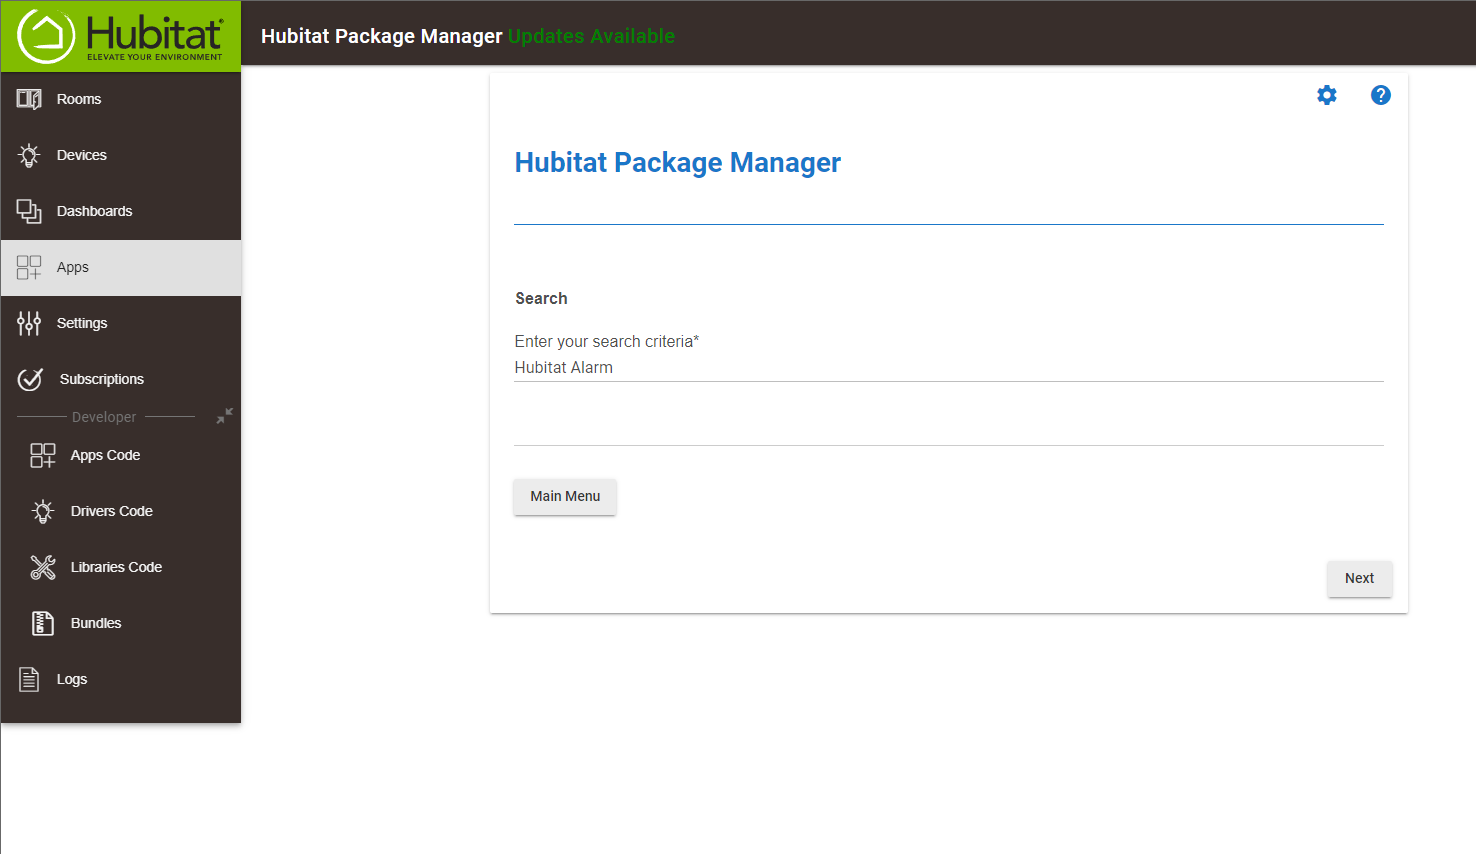 Hubitat®
ELEVATE YOUR ENVIRONMENT
Hubitat Package Manager Updates Available
Rooms
Devices
Dashboards
Apps
Settings
Subscriptions
Developer
Apps Code
Drivers Code
Libraries Code
Bundles
Logs
?
Hubitat Package Manager
Search
Enter your search criteria*
Hubitat Alarm
Main Menu
Next